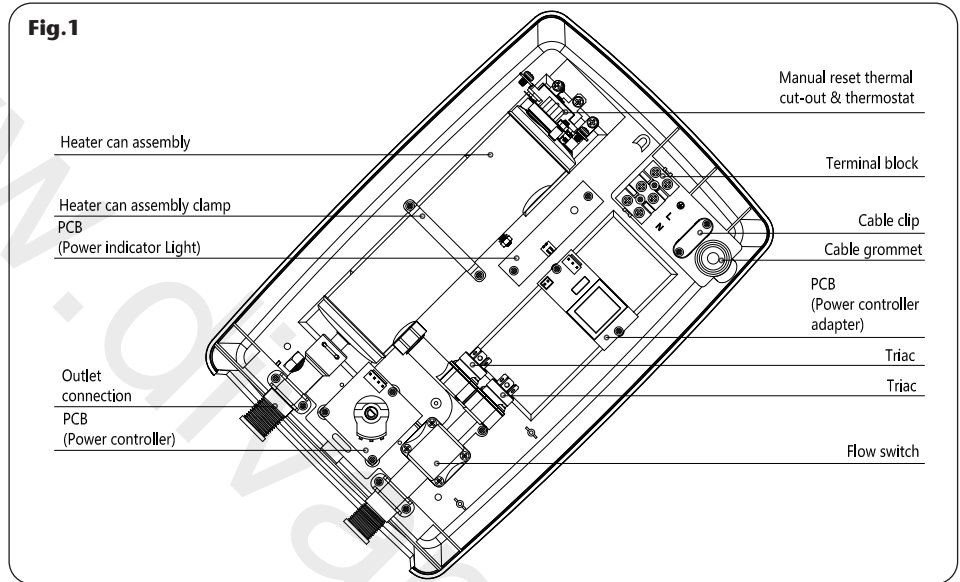 Fig.1
Heater can assembly
Heater can assembly clamp
PCB
(Power indicator Light)
Outlet
connection
PCB
(Power controller)
Manual reset thermal
cut-out & thermostat
Terminal block
Cable clip
Cable grommet
PCB
(Power controller
adapter)
Triac
Triac
Flow switch
L
N